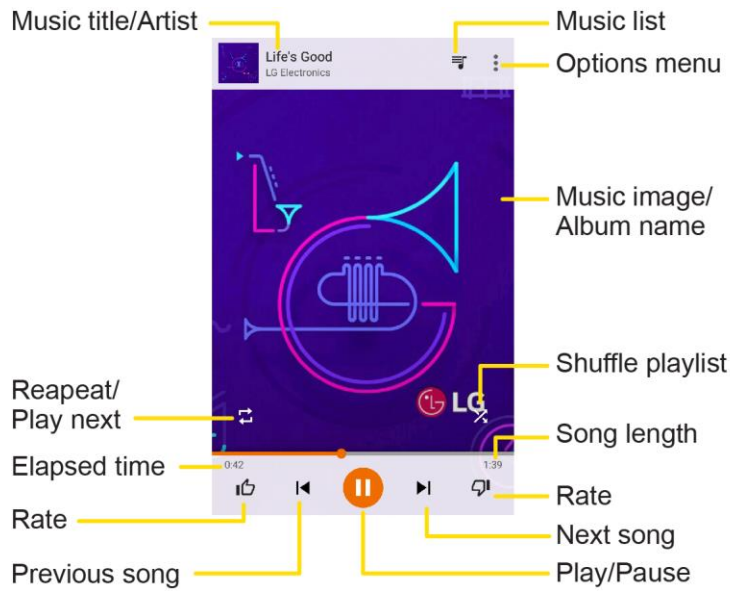 Music title/Artist
Music list
Life's Good
LG Electronics
Options menu
Music image/
Album name
Shuffle playlist
Reapeat/
Play next
LG
Song length
Elapsed time
0:42
1:39
Rate
Rate
Next song
Previous song
Play/Pause